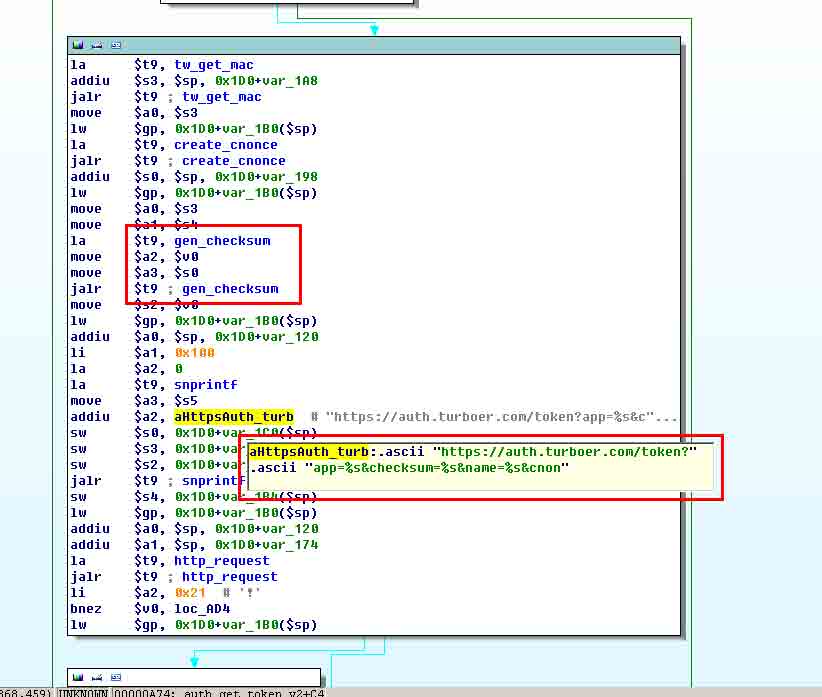 la $t9, tw_get_mac
addiu $s3, $sp, 0x1D0+var_1A8
jalr $t9 ; tw_get_mac
move $a0, $s3
lw $gp, 0x1D0+var_1B0($sp)
la $t9, create_cnonce
jalr $t9 ; create_cnonce
addiu $s0, $sp, 0x1D0+var_198
lw $gp, 0x1D0+var_1B0($sp)
move $a0, $s3
move $a1, $s4
la $t9, gen_checksum
move $a2, $v0
move $a3, $s0
jalr $t9 ; gen_checksum
move $s2, $v0
lw $gp, 0x1D0+var_1B0($sp)
addiu $a0, $sp, 0x1D0+var_120
li $a1, 0x100
la $a2, 0
la $t9, snprintf
move $a3, $s5
addiu $a2, aHttpsAuth_turb # "https://auth.turboer.com/token?app=%s&c"...
sw $s0, 0x1D0+var_1C0($sp)
sw $s3, 0x1D0+var
aHttpsAuth_turb:.ascii "https://auth.turboer.com/token?"
sw $s2, 0x1D0+var
.ascii "app=%s&checksum=%s&name=%s&cnon"
jalr $t9 ; snprintf
sw $s4, 0x1D0+var_1B4($sp)
lw $gp, 0x1D0+var_1B0($sp)
addiu $a0, $sp, 0x1D0+var_120
addiu $a1, $sp, 0x1D0+var_174
la $t9, http_request
jalr $t9 ; http_request
li $a2, 0x21 # '!'
bnez $v0, loc_AD4
lw $gp, 0x1D0+var_1B0($sp)
868,459) UNKNOWN 00000A74: auth_get_token_v2+C4